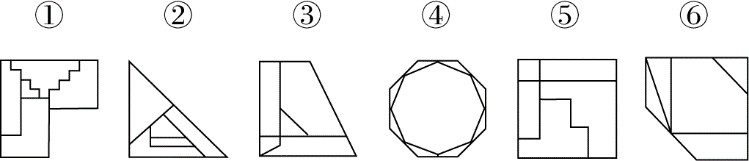 ① ② ③ ④ ⑤ ⑥